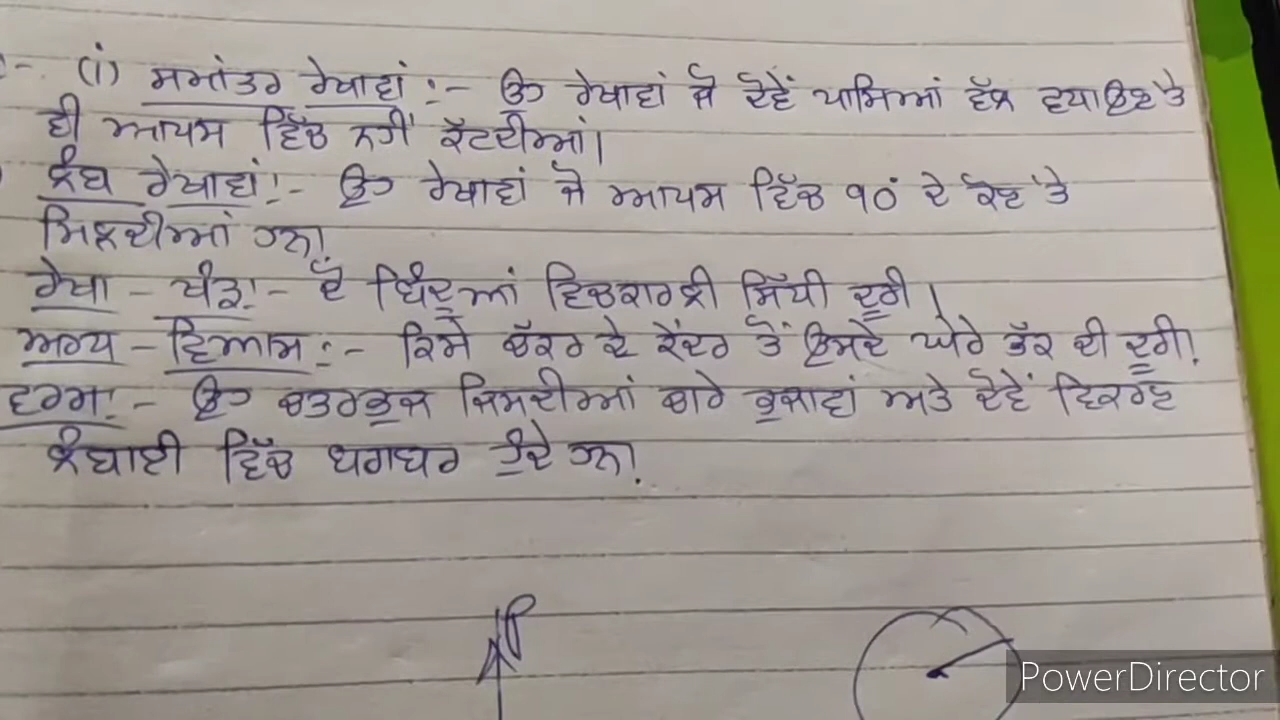 (i) ਸਮਾਂਤਰ ਰੇਖਾਵਾਂ :- ਉਹ ਰੇਖਾਵਾਂ ਜੋ ਦੋਵੇਂ ਪਾਸਿਆਂ ਵੱਲ ਵਧਾਉਣ 'ਤੇ
ਵੀ ਆਪਸ ਵਿੱਚ ਨਹੀਂ ਕੱਟਦੀਆਂ।
ਲੰਬ ਰੇਖਾਵਾਂ :- ਉਹ ਰੇਖਾਵਾਂ ਜੋ ਆਪਸ ਵਿੱਚ 90° ਦੇ ਕੋਣ 'ਤੇ
ਮਿਲਦੀਆਂ ਹਨ।
ਰੇਖਾ - ਖੰਡ :- ਦੋ ਬਿੰਦੂਆਂ ਵਿਚਕਾਰਲੀ ਸਿੱਧੀ ਦੂਰੀ।
ਅਰਧ - ਵਿਆਸ :- ਕਿਸੇ ਚੱਕਰ ਦੇ ਕੇਂਦਰ ਤੋਂ ਉਸਦੇ ਘੇਰੇ ਤੱਕ ਦੀ ਦੂਰੀ।
ਵਰਗ :- ਉਹ ਚਤੁਰਭੁਜ ਜਿਸਦੀਆਂ ਚਾਰੇ ਭੁਜਾਵਾਂ ਅਤੇ ਦੋਵੇਂ ਵਿਕਰਣ
ਲੰਬਾਈ ਵਿੱਚ ਬਰਾਬਰ ਹੁੰਦੇ ਹਨ।
PowerDirector